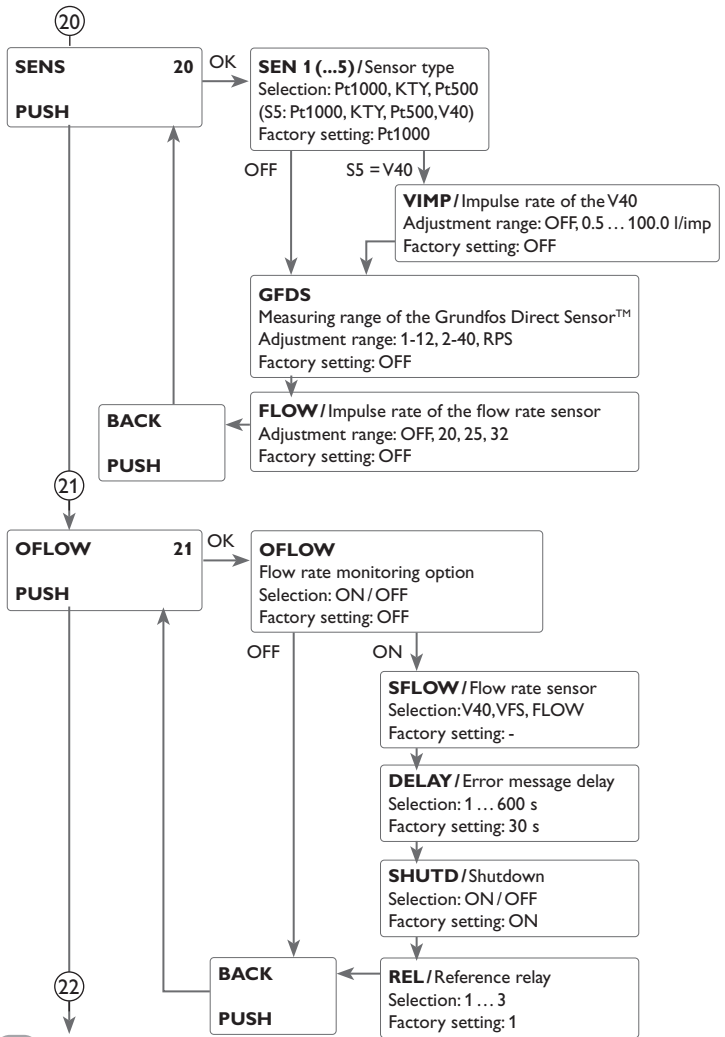 20
SENS 20
PUSH
OK
SEN 1 (...5) / Sensor type
Selection: Pt1000, KTY, Pt500
(S5: Pt1000, KTY, Pt500, V40)
Factory setting: Pt1000
OFF
S5 = V40
VIMP / Impulse rate of the V40
Adjustment range: OFF, 0.5 … 100.0 l/imp
Factory setting: OFF
GFDS
Measuring range of the Grundfos Direct Sensor™
Adjustment range: 1-12, 2-40, RPS
Factory setting: OFF
FLOW / Impulse rate of the flow rate sensor
Adjustment range: OFF, 20, 25, 32
Factory setting: OFF
BACK
PUSH
21
OFLOW 21
PUSH
OK
OFLOW
Flow rate monitoring option
Selection: ON / OFF
Factory setting: OFF
OFF
ON
SFLOW / Flow rate sensor
Selection: V40, VFS, FLOW
Factory setting: -
DELAY / Error message delay
Selection: 1 … 600 s
Factory setting: 30 s
SHUTD / Shutdown
Selection: ON / OFF
Factory setting: ON
REL / Reference relay
Selection: 1 … 3
Factory setting: 1
BACK
PUSH
22